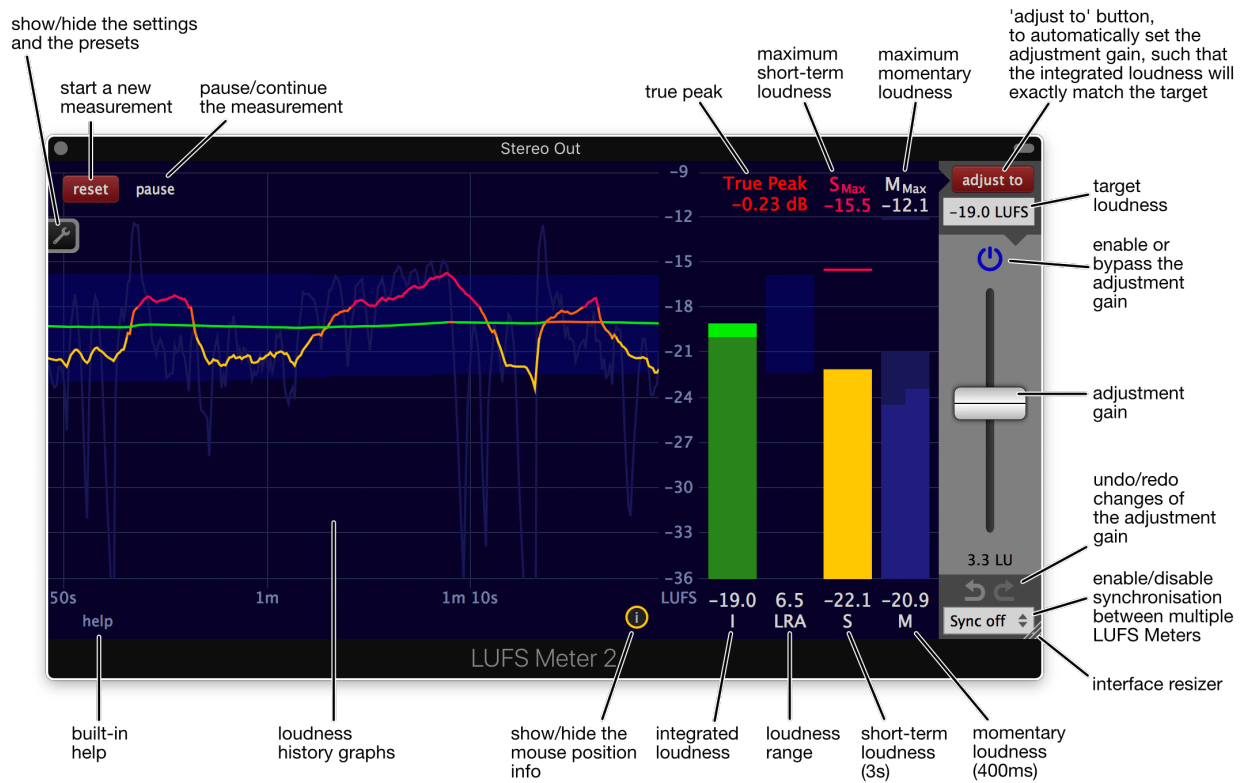 show/hide the settings
and the presets
start a new
measurement
pause/continue
the measurement
true peak
maximum
short-term
loudness
maximum
momentary
loudness
'adjust to' button,
to automatically set the
adjustment gain, such that
the integrated loudness will
exactly match the target
Stereo Out
reset
pause
-9
-12
-15
-18
-21
-24
-27
-30
-33
-36
True Peak
-0.23 dB
SMax
-15.5
MMax
-12.1
adjust to
-19.0 LUFS
target
loudness
enable or
bypass the
adjustment
gain
adjustment
gain
3.3 LU
undo/redo
changes of
the adjustment
gain
50s
1m
1m 10s
LUFS
-19.0
6.5
-22.1
-20.9
I
LRA
S
M
help
i
Sync off
enable/disable
synchronisation
between multiple
LUFS Meters
LUFS Meter 2
interface resizer
built-in
help
loudness
history graphs
show/hide the
mouse position
info
integrated
loudness
loudness
range
short-term
loudness
(3s)
momentary
loudness
(400ms)